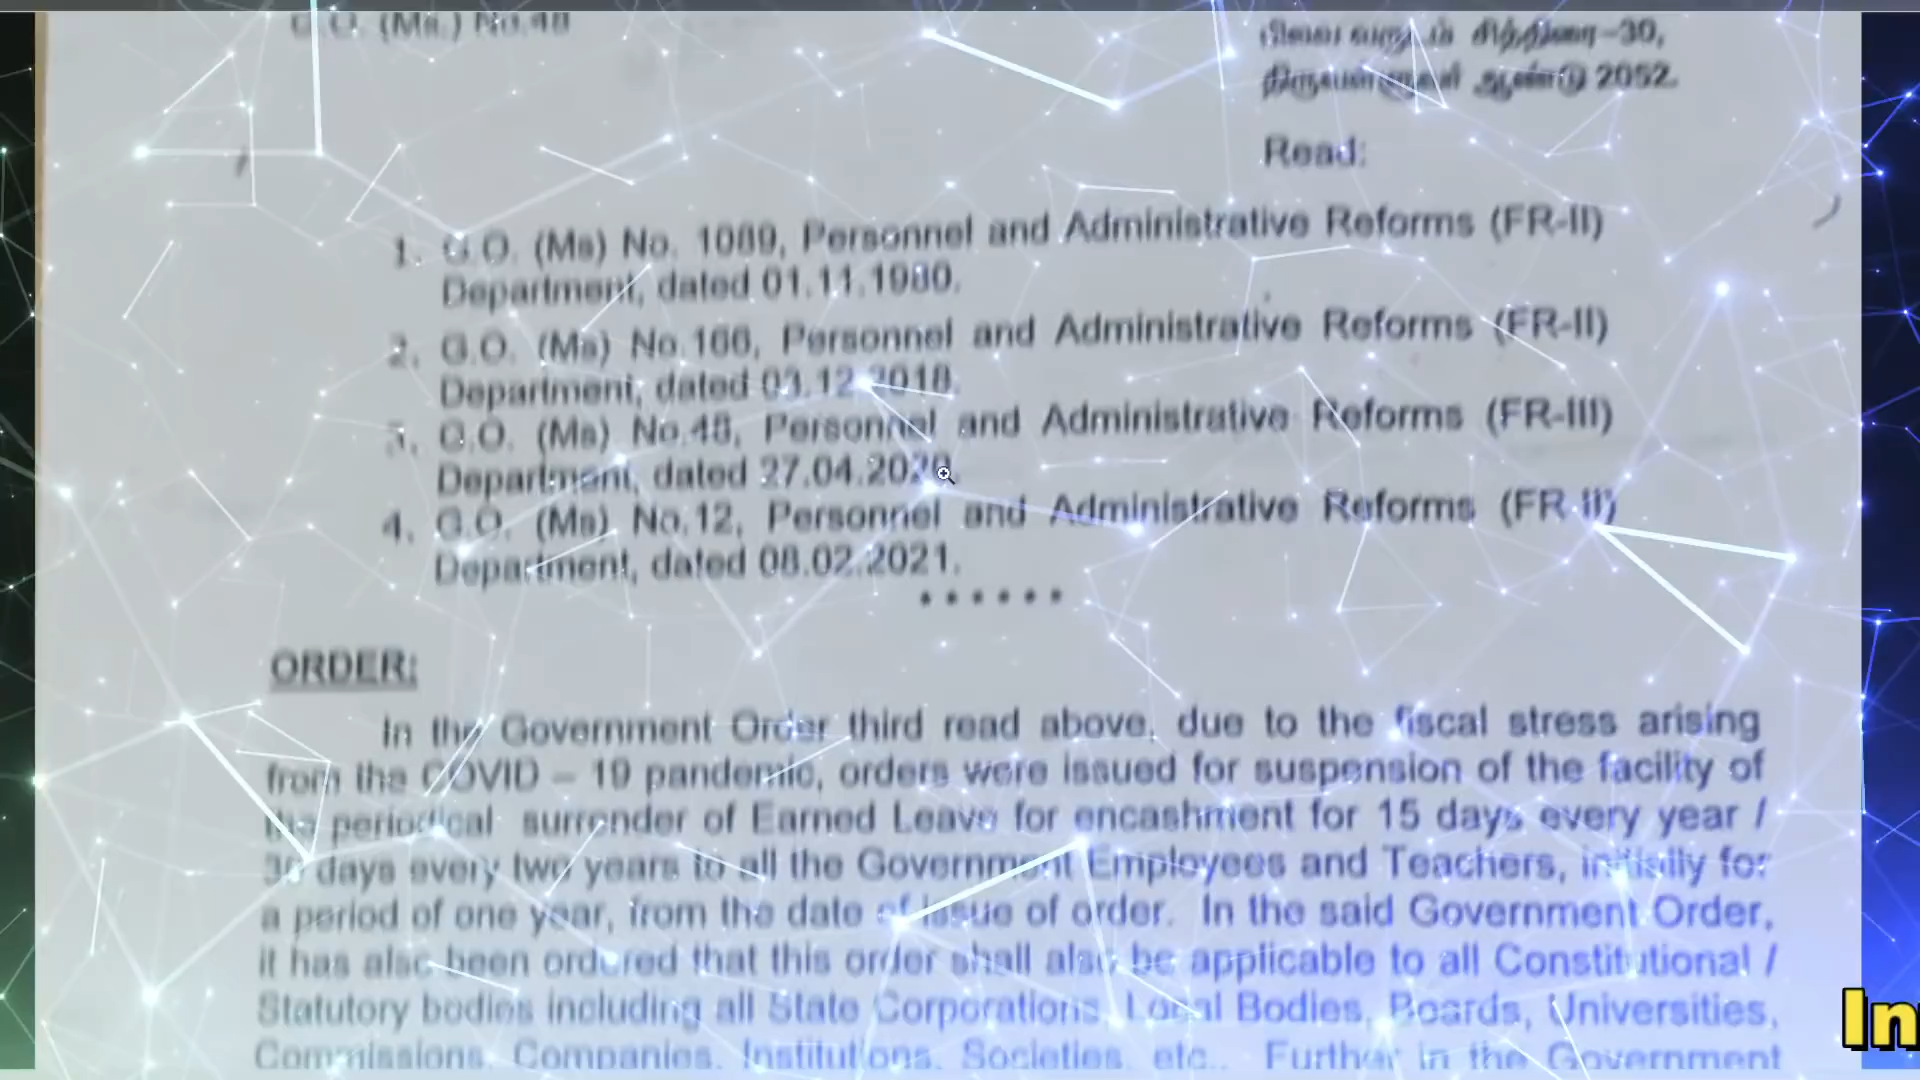 G.O. (Ms.) No.48
பிலவ வருடம் சித்திரை–30,
திருவள்ளுவர் ஆண்டு 2052.
Read:
1. G.O. (Ms) No. 1089, Personnel and Administrative Reforms (FR-II)
Department, dated 01.11.1980.
2. G.O. (Ms) No.166, Personnel and Administrative Reforms (FR-II)
Department, dated 03.12.2018.
3. G.O. (Ms) No.48, Personnel and Administrative Reforms (FR-III)
Department, dated 27.04.2020.
4. G.O. (Ms) No.12, Personnel and Administrative Reforms (FR-II)
Department, dated 08.02.2021.
******
ORDER:
In the Government Order third read above, due to the fiscal stress arising
from the COVID – 19 pandemic, orders were issued for suspension of the facility of
the periodical surrender of Earned Leave for encashment for 15 days every year /
30 days every two years to all the Government Employees and Teachers, initially for
a period of one year, from the date of issue of order. In the said Government Order,
it has also been ordered that this order shall also be applicable to all Constitutional /
Statutory bodies including all State Corporations, Local Bodies, Boards, Universities,
Commissions, Companies, Institutions, Societies, etc., Further in the Government
In